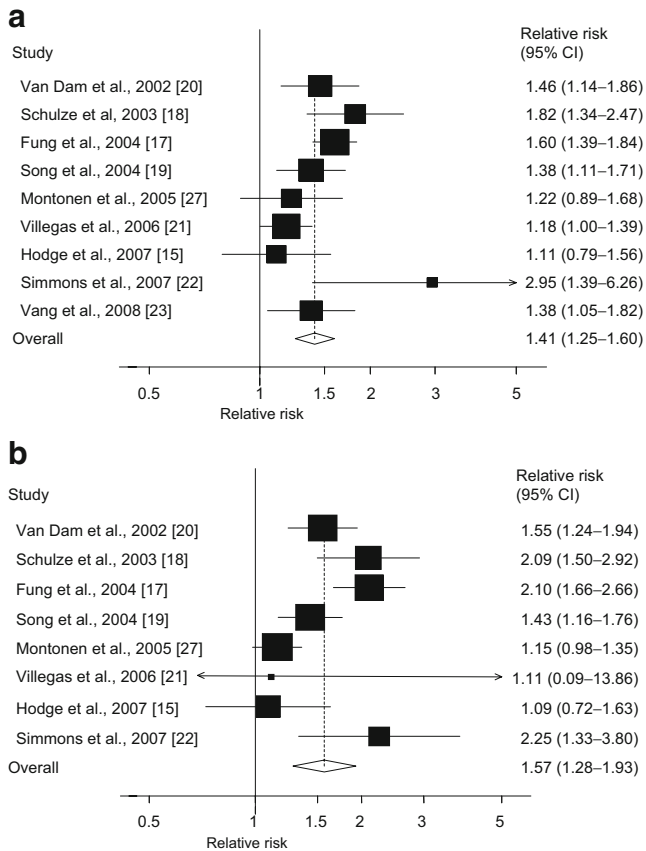 a
Study
Relative risk
(95% CI)
Van Dam et al., 2002 [20] 1.46 (1.14–1.86)
Schulze et al, 2003 [18] 1.82 (1.34–2.47)
Fung et al., 2004 [17] 1.60 (1.39–1.84)
Song et al., 2004 [19] 1.38 (1.11–1.71)
Montonen et al., 2005 [27] 1.22 (0.89–1.68)
Villegas et al., 2006 [21] 1.18 (1.00–1.39)
Hodge et al., 2007 [15] 1.11 (0.79–1.56)
Simmons et al., 2007 [22] 2.95 (1.39–6.26)
Vang et al., 2008 [23] 1.38 (1.05–1.82)
Overall 1.41 (1.25–1.60)
0.5 1 1.5 2 3 5
Relative risk
b
Study
Relative risk
(95% CI)
Van Dam et al., 2002 [20] 1.55 (1.24–1.94)
Schulze et al., 2003 [18] 2.09 (1.50–2.92)
Fung et al., 2004 [17] 2.10 (1.66–2.66)
Song et al., 2004 [19] 1.43 (1.16–1.76)
Montonen et al., 2005 [27] 1.15 (0.98–1.35)
Villegas et al., 2006 [21] 1.11 (0.09–13.86)
Hodge et al., 2007 [15] 1.09 (0.72–1.63)
Simmons et al., 2007 [22] 2.25 (1.33–3.80)
Overall 1.57 (1.28–1.93)
0.5 1 1.5 2 3 5
Relative risk